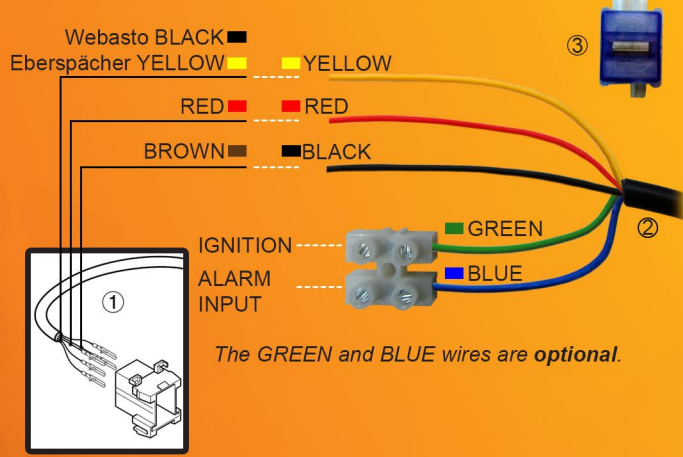 Webasto BLACK
③
Eberspächer YELLOW YELLOW
RED RED
BROWN BLACK
GREEN
②
IGNITION
BLUE
ALARM
INPUT
①
The GREEN and BLUE wires are optional.